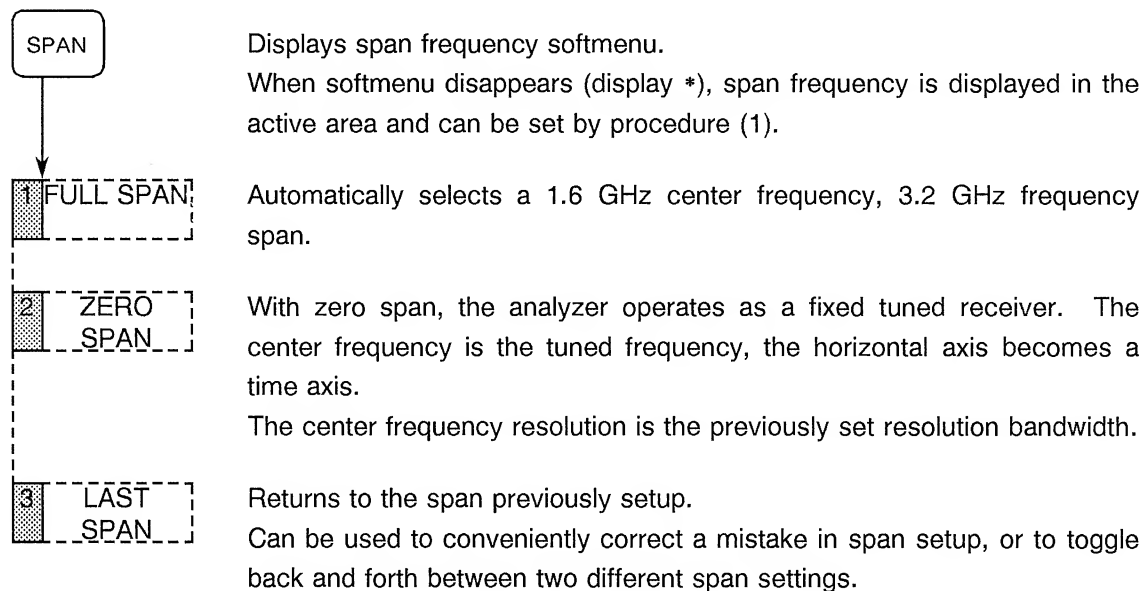 SPAN
Displays span frequency softmenu.
When softmenu disappears (display *), span frequency is displayed in the
active area and can be set by procedure (1).
1 FULL SPAN
Automatically selects a 1.6 GHz center frequency, 3.2 GHz frequency
span.
2 ZERO
SPAN
With zero span, the analyzer operates as a fixed tuned receiver. The
center frequency is the tuned frequency, the horizontal axis becomes a
time axis.
The center frequency resolution is the previously set resolution bandwidth.
3 LAST
SPAN
Returns to the span previously setup.
Can be used to conveniently correct a mistake in span setup, or to toggle
back and forth between two different span settings.